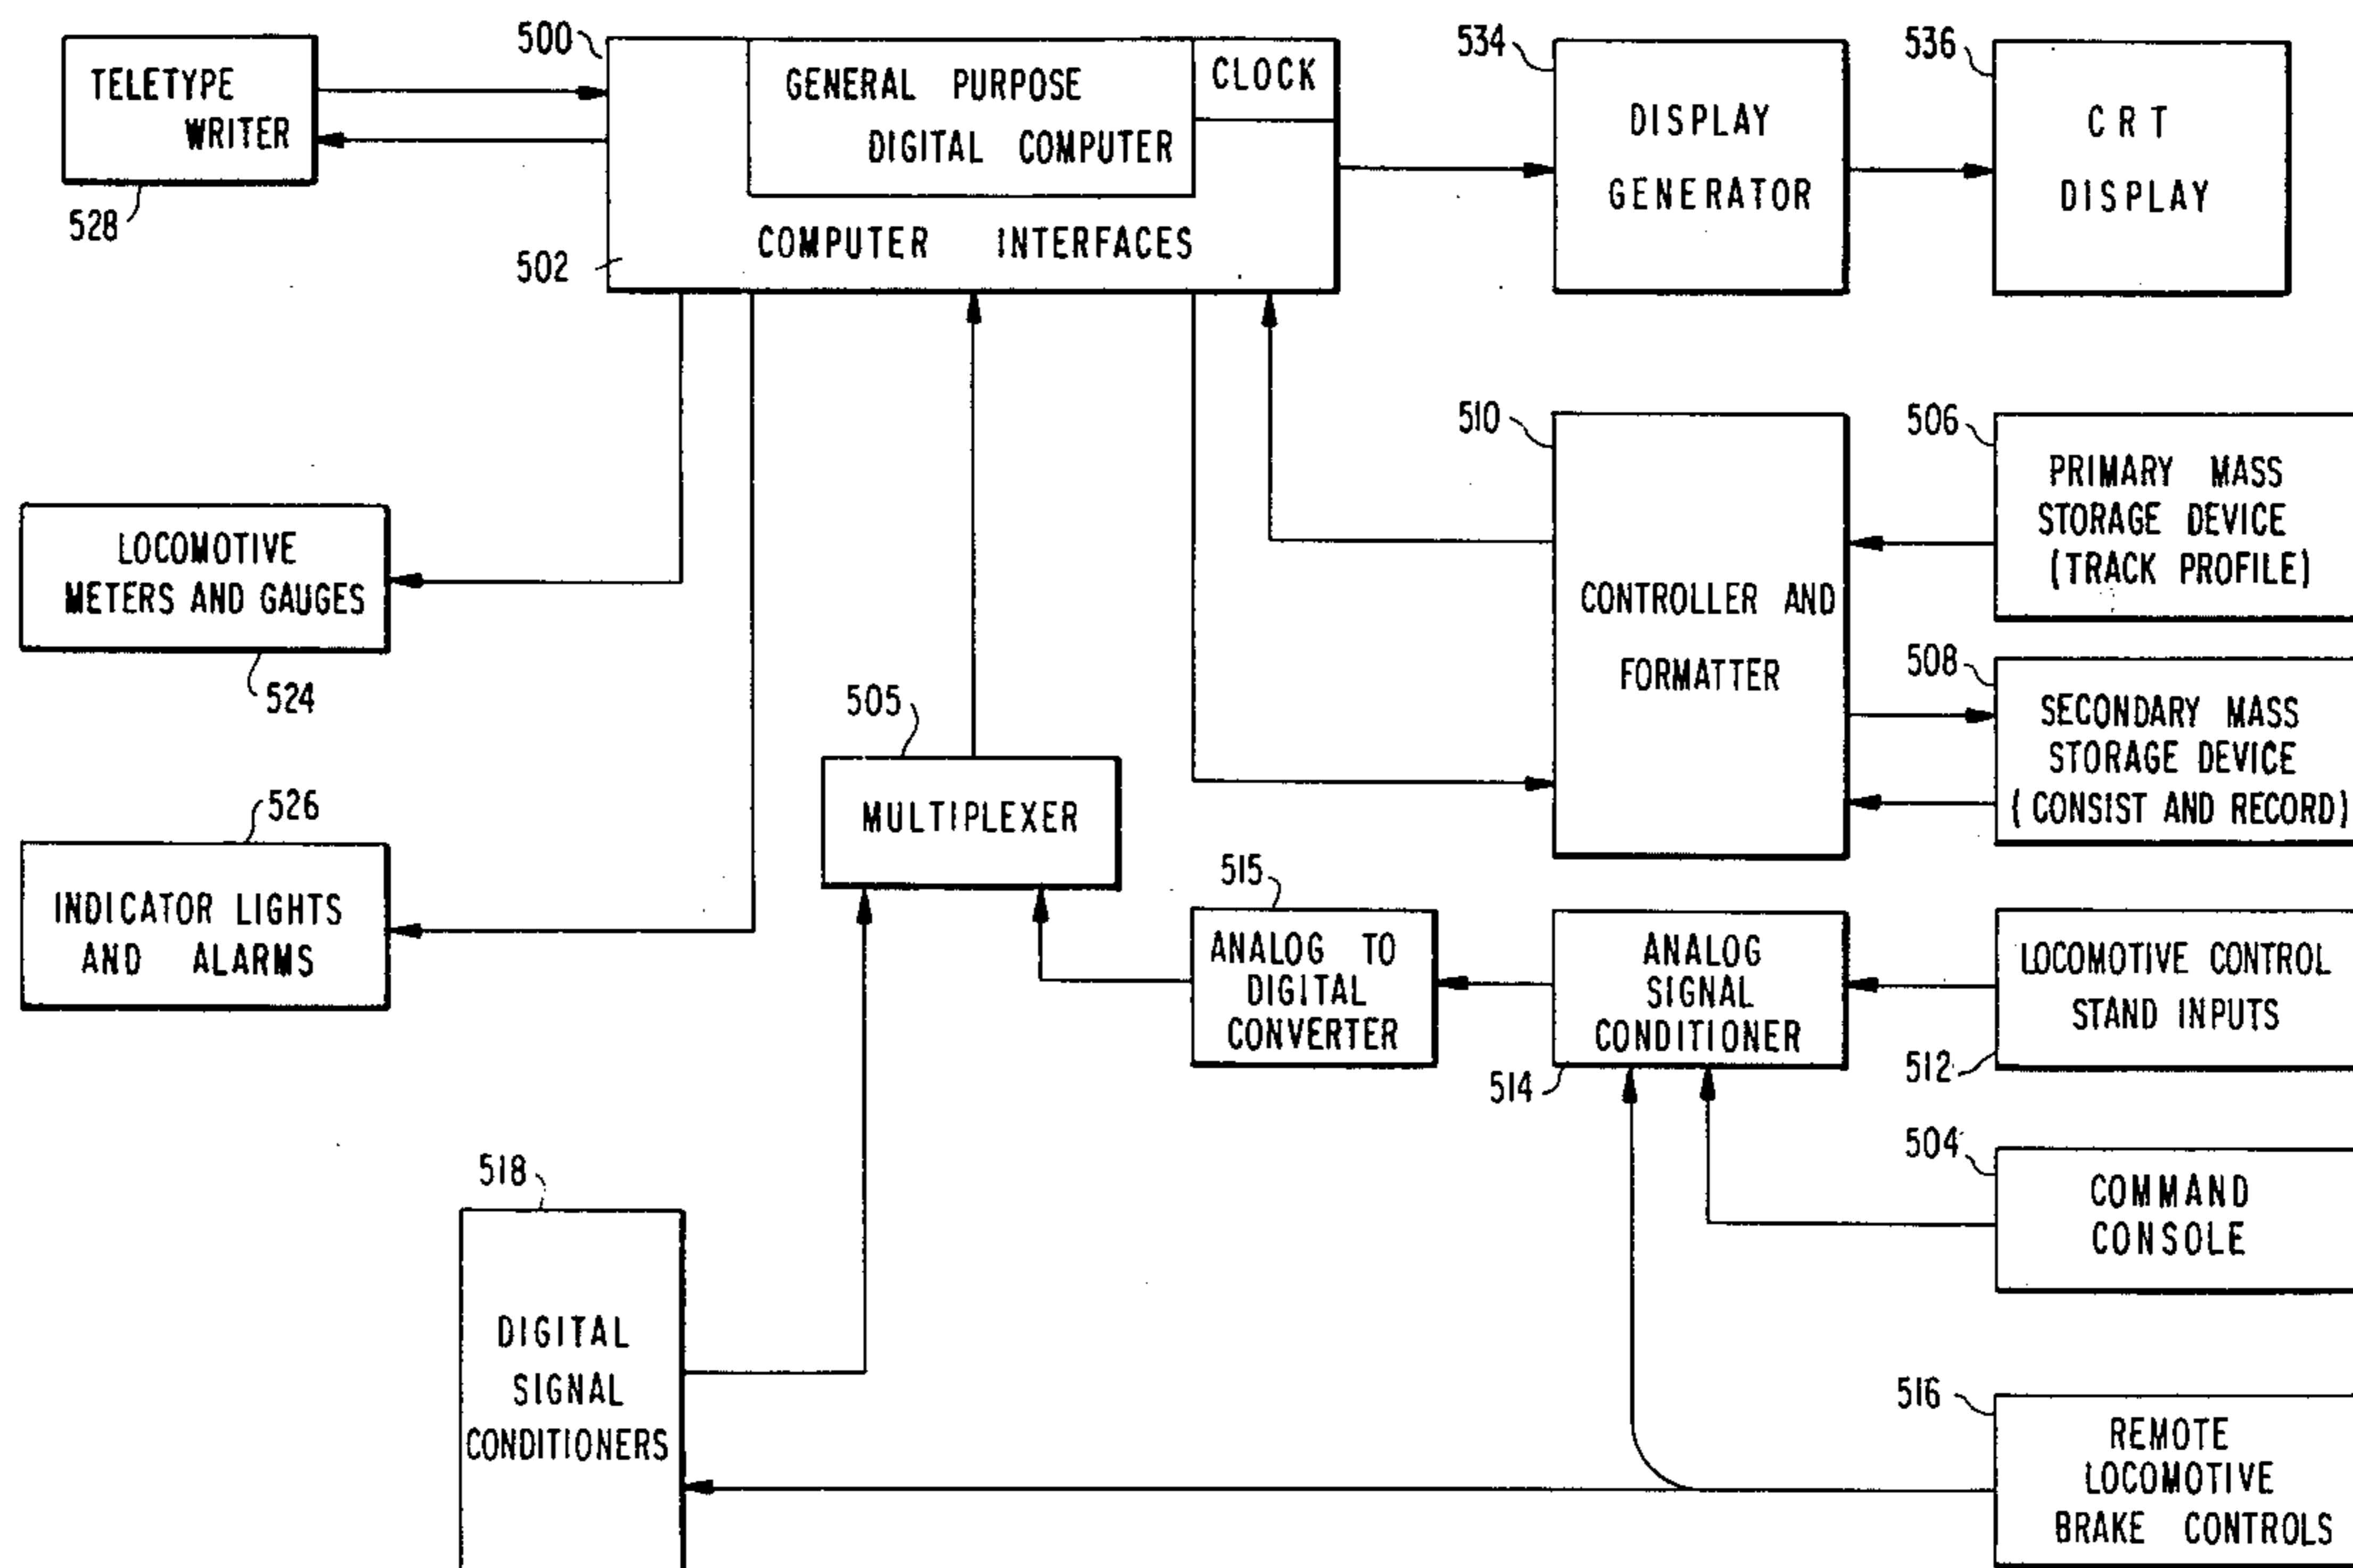 500
534
536
TELETYPE
WRITER
528
GENERAL PURPOSE
DIGITAL COMPUTER
CLOCK
COMPUTER INTERFACES
502
DISPLAY
GENERATOR
CRT
DISPLAY
510
506
PRIMARY MASS
STORAGE DEVICE
(TRACK PROFILE)
LOCOMOTIVE
METERS AND GAUGES
524
CONTROLLER AND
FORMATTER
508
SECONDARY MASS
STORAGE DEVICE
(CONSIST AND RECORD)
505
MULTIPLEXER
526
INDICATOR LIGHTS
AND ALARMS
515
ANALOG TO
DIGITAL
CONVERTER
ANALOG
SIGNAL
CONDITIONER
514
LOCOMOTIVE CONTROL
STAND INPUTS
512
504
COMMAND
CONSOLE
518
DIGITAL
SIGNAL
CONDITIONERS
516
REMOTE
LOCOMOTIVE
BRAKE CONTROLS